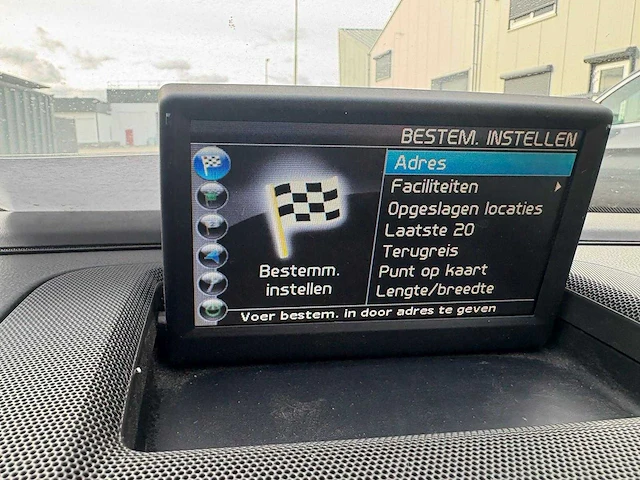 BESTEM. INSTELLEN
Adres
Faciliteiten
Opgeslagen locaties
Laatste 20
Terugreis
Punt op kaart
Lengte/breedte
Bestemm.
instellen
Voer bestem. in door adres te geven